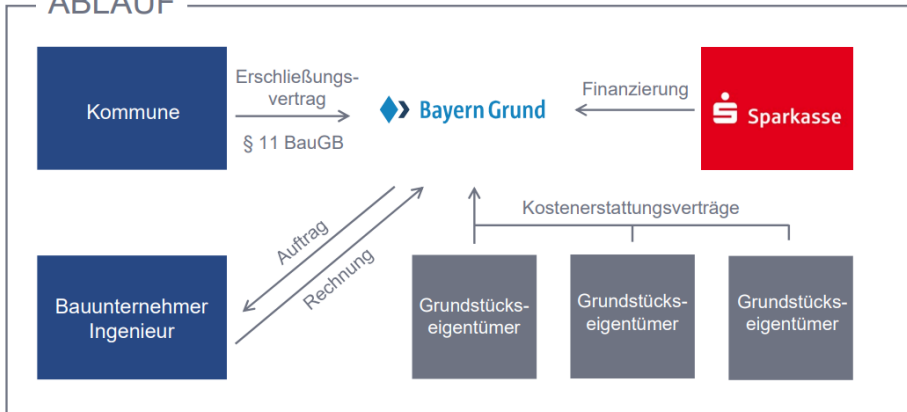 ABLAUF
Kommune
Erschließungs-
vertrag
§ 11 BauGB
Bayern Grund
Finanzierung
Sparkasse
Auftrag
Rechnung
Kostenerstattungsverträge
Bauunternehmer
Ingenieur
Grundstücks-
eigentümer
Grundstücks-
eigentümer
Grundstücks-
eigentümer